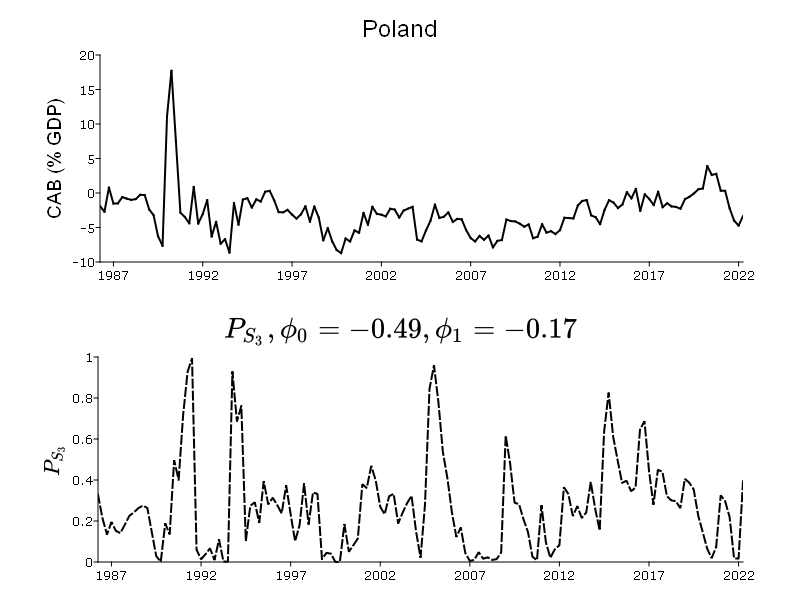 Poland
CAB (% GDP)
20
15
10
5
0
−5
−10
1987 1992 1997 2002 2007 2012 2017 2022
P_{S_3}, ϕ_0 = −0.49, ϕ_1 = −0.17
P_{S_3}
1
0.8
0.6
0.4
0.2
0
1987 1992 1997 2002 2007 2012 2017 2022